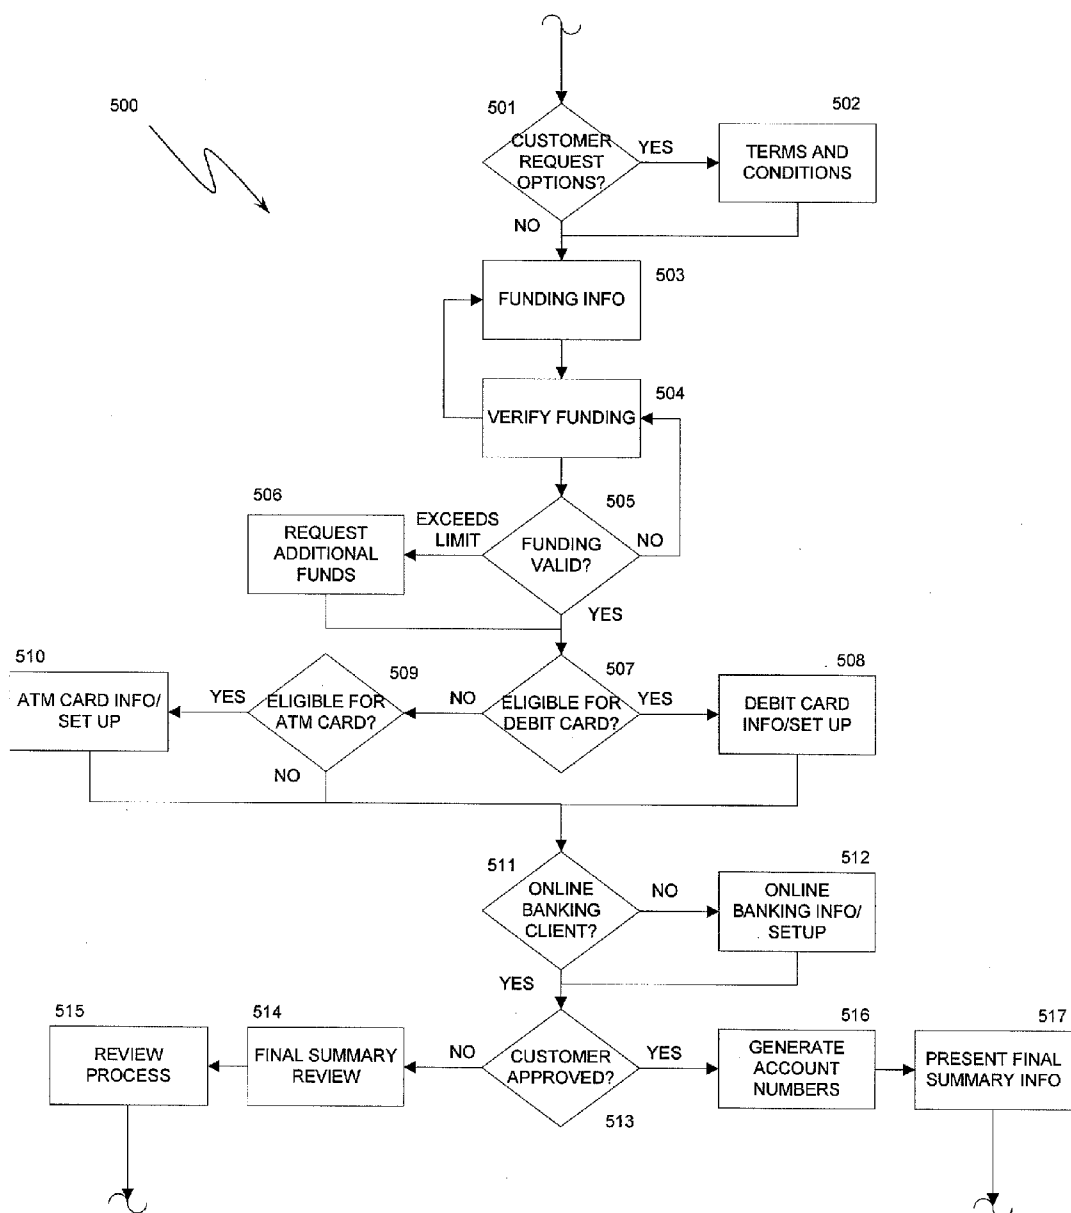 500
501
CUSTOMER
REQUEST
OPTIONS?
YES
502
TERMS AND
CONDITIONS
NO
503
FUNDING INFO
504
VERIFY FUNDING
505
FUNDING
VALID?
NO
EXCEEDS
LIMIT
506
REQUEST
ADDITIONAL
FUNDS
YES
507
ELIGIBLE FOR
DEBIT CARD?
YES
508
DEBIT CARD
INFO/SET UP
NO
509
ELIGIBLE FOR
ATM CARD?
YES
510
ATM CARD INFO/
SET UP
NO
511
ONLINE
BANKING
CLIENT?
NO
512
ONLINE
BANKING INFO/
SETUP
YES
CUSTOMER
APPROVED?
513
NO
514
FINAL SUMMARY
REVIEW
515
REVIEW
PROCESS
YES
516
GENERATE
ACCOUNT
NUMBERS
517
PRESENT FINAL
SUMMARY INFO